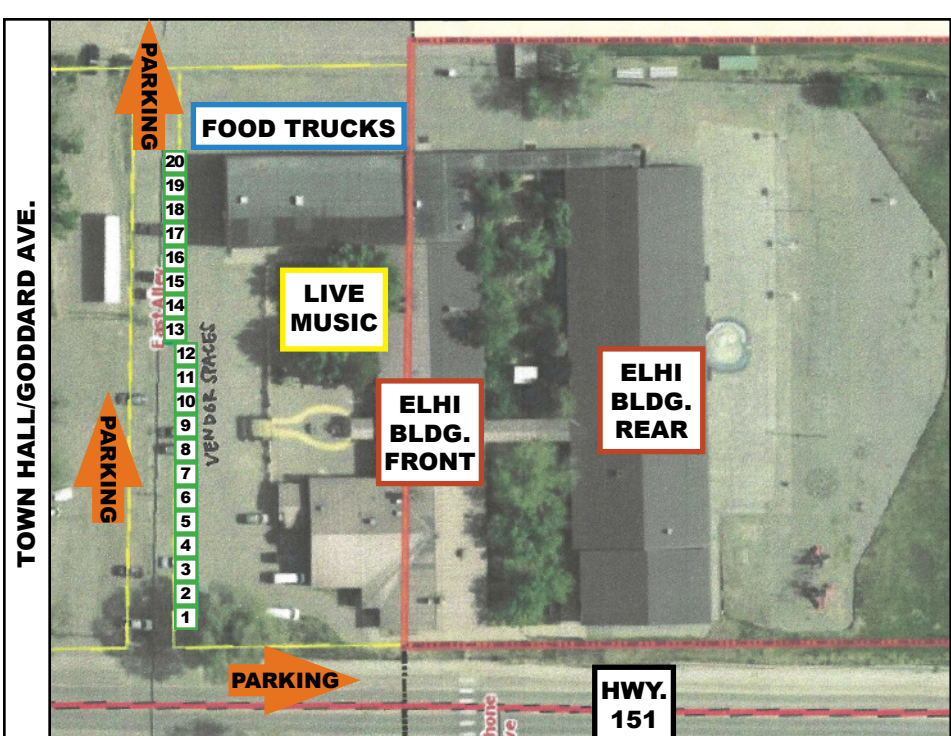 PARKING
FOOD TRUCKS
20
19
18
17
16
15
14
13
12
11
10
9
8
7
6
5
4
3
2
1
East Alley
VENDER SPACES
LIVE
MUSIC
ELHI
BLDG.
FRONT
ELHI
BLDG.
REAR
TOWN HALL/GODDARD AVE.
PARKING
PARKING
HWY.
151